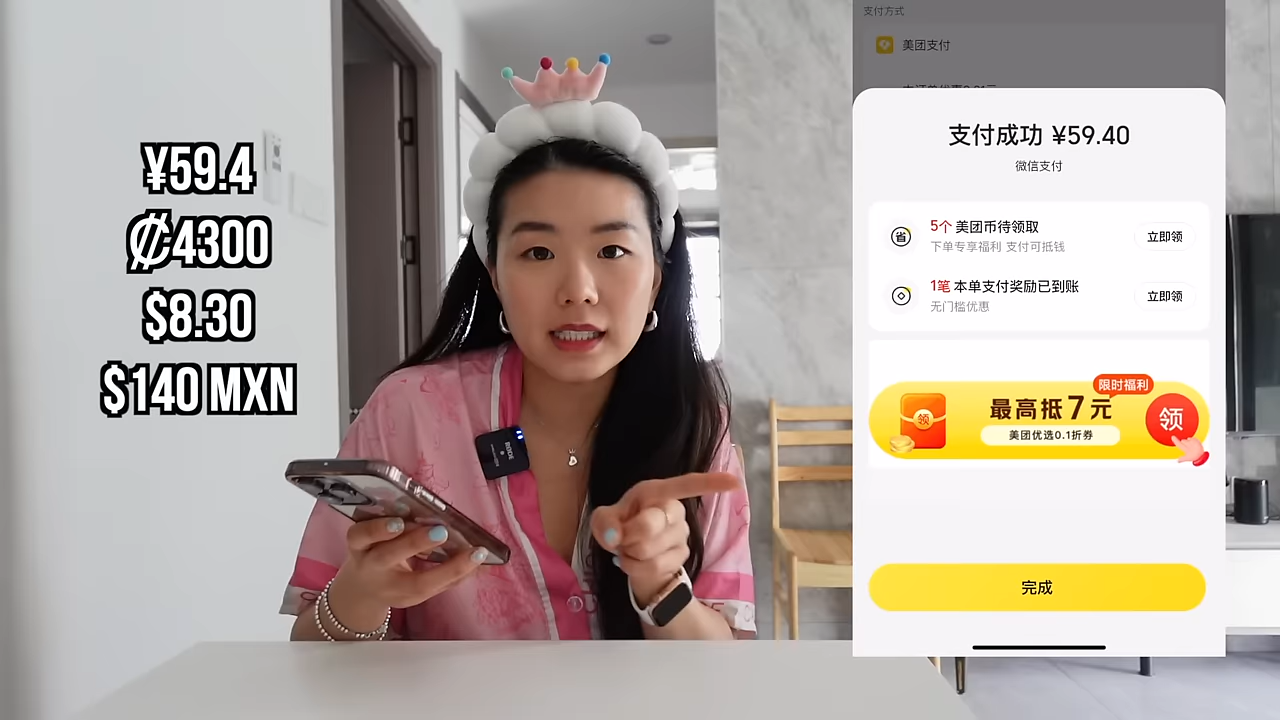 ¥59.4
₡4300
$8.30
$140 MXN
支付方式
美团支付
支付成功 ¥59.40
微信支付
省
5个 美团币待领取
下单专享福利 支付可抵钱
立即领
1笔 本单支付奖励已到账
无门槛优惠
立即领
限时福利
领
最高抵7元
美团优选0.1折券
领
完成